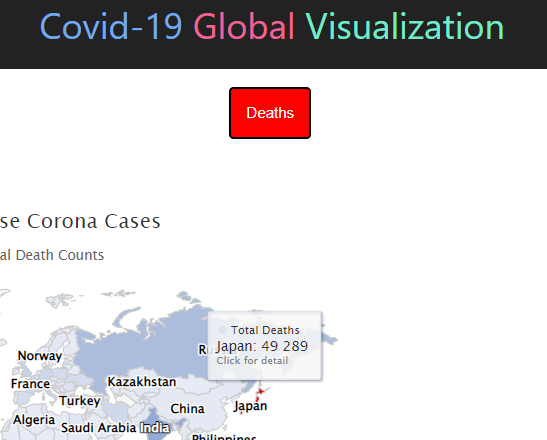 Covid-19 Global Visualization
Deaths
se Corona Cases
al Death Counts
Total Deaths
Japan: 49 289
Click for detail
Ru
Norway
France
Kazakhstan
Turkey
China
Japan
Algeria
Saudi Arabia
India
Philippines